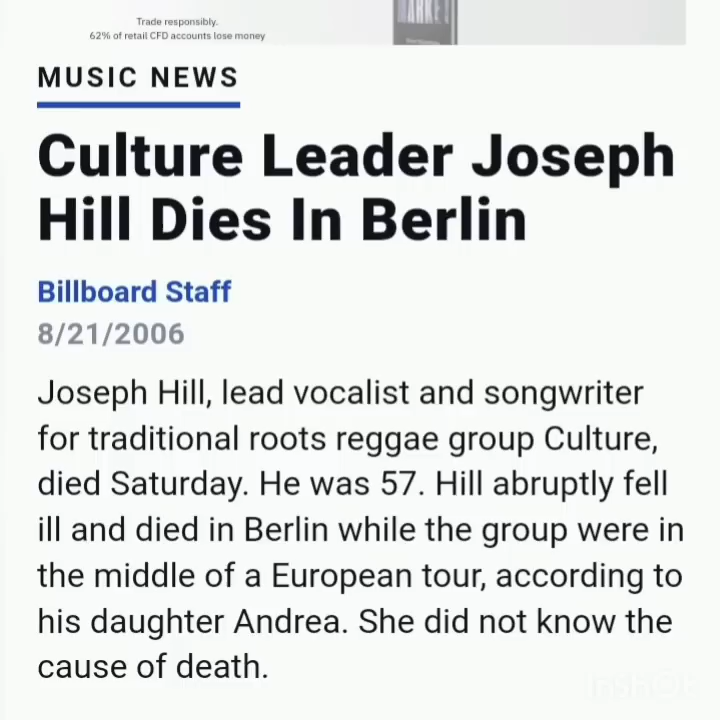 Trade responsibly.
62% of retail CFD accounts lose money
MUSIC NEWS
Culture Leader Joseph
Hill Dies In Berlin
Billboard Staff
8/21/2006
Joseph Hill, lead vocalist and songwriter
for traditional roots reggae group Culture,
died Saturday. He was 57. Hill abruptly fell
ill and died in Berlin while the group were in
the middle of a European tour, according to
his daughter Andrea. She did not know the
cause of death.